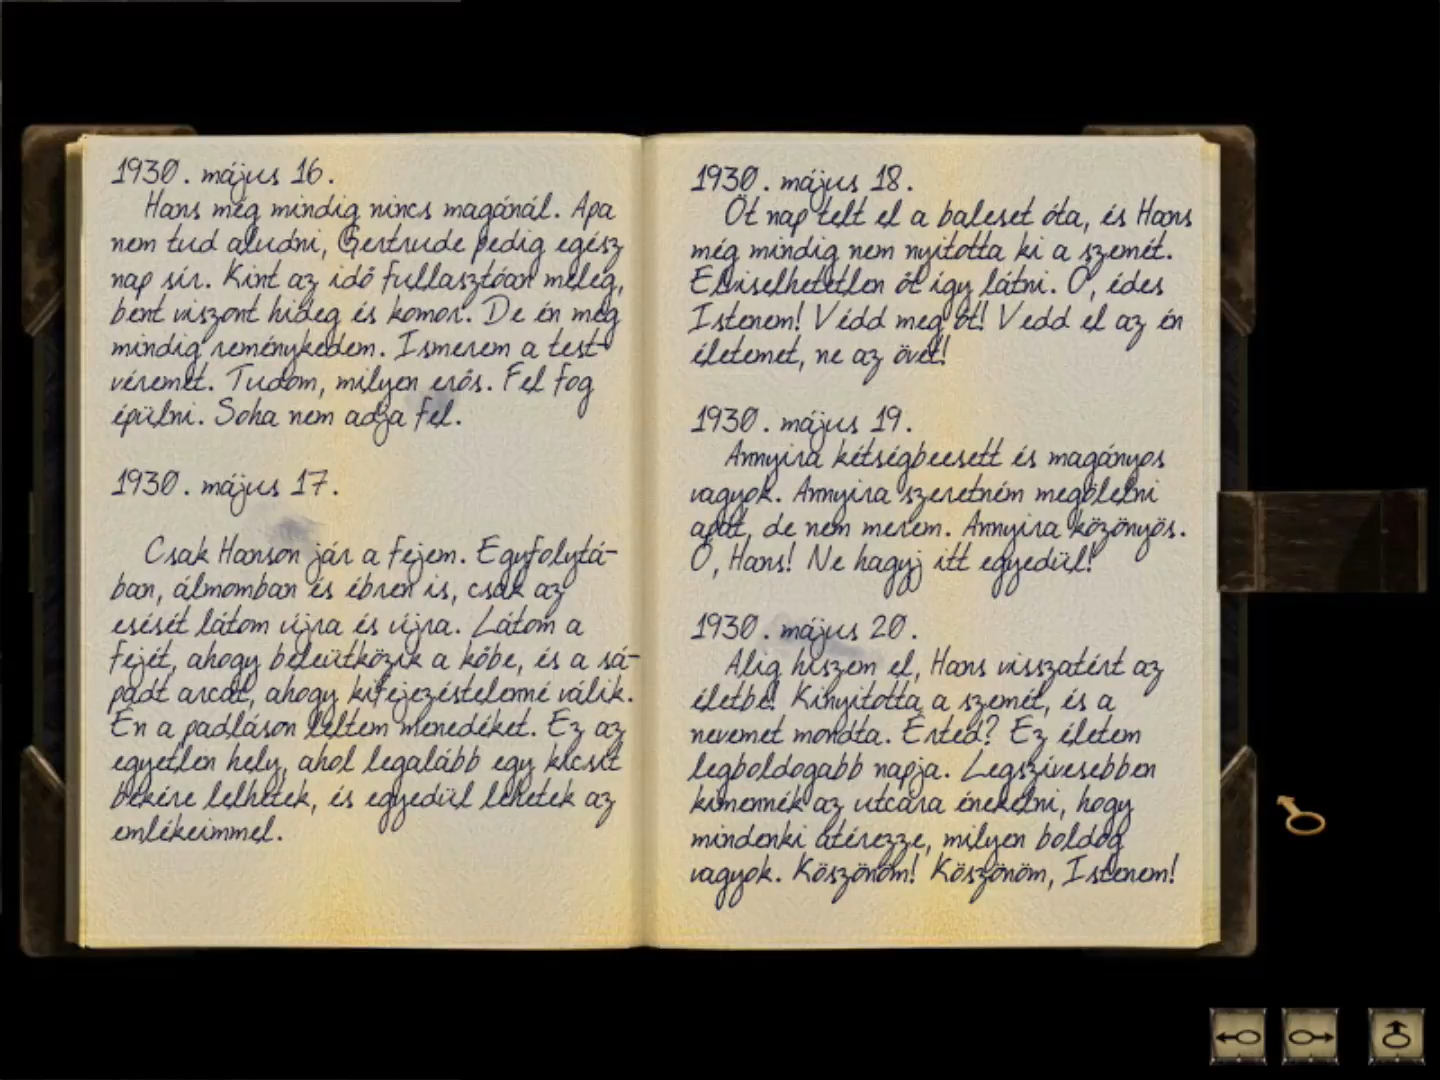 1930. május 16.
Hans még mindig nincs magánál. Apa
nem tud aludni, Gertrude pedig egész
nap sír. Kint az idő fullasztóan meleg,
bent viszont hideg és komor. De én még
mindig reménykedem. Ismerem a test-
véremet. Tudom, milyen erős. Fel fog
épülni. Soha nem adja fel.
1930. május 17.
Csak Hanson jár a fejem. Egyfolytá-
ban, álmomban és ébren is, csak az
esését látom újra és újra. Látom a
fejét, ahogy beleütközik a kőbe, és a sá-
padt arcát, ahogy kifejezéstelenné válik.
Én a padláson leltem menedéket. Ez az
egyetlen hely, ahol legalább egy kicsit
békére lelhetek, és egyedül lehetek az
emlékeimmel.
1930. május 18.
Öt nap telt el a baleset óta, és Hans
még mindig nem nyitotta ki a szemét.
Elviselhetetlen őt így látni. Ó, édes
Istenem! Védd meg őt! Vedd el az én
életemet, ne az övét!
1930. május 19.
Annyira kétségbeesett és magányos
vagyok. Annyira szeretném megölelni
apát, de nem merem. Annyira közönyös.
Ó, Hans! Ne hagyj itt egyedül!
1930. május 20.
Alig hiszem el, Hans visszatért az
életbe! Kinyitotta a szemét, és a
nevemet mondta. Érted? Ez életem
legboldogabb napja. Legszívesebben
kimennék az utcára énekelni, hogy
mindenki átérezze, milyen boldog
vagyok. Köszönöm! Köszönöm, Istenem!